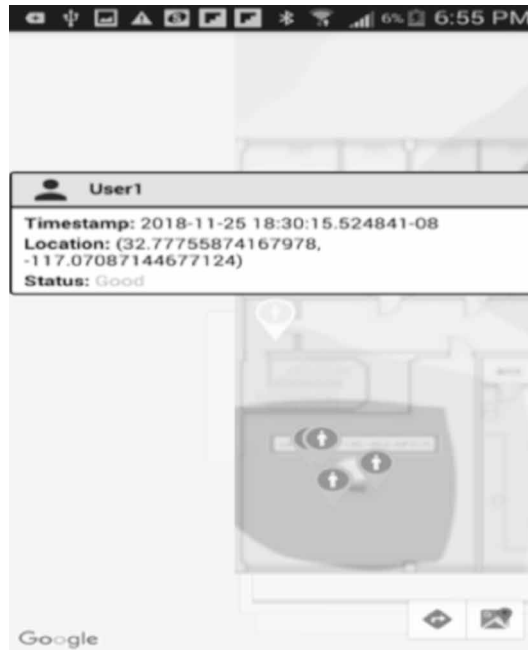 6% 6:55 PM
User1
Timestamp: 2018-11-25 18:30:15.524841-08
Location: (32.77755874167978,
-117.07087144677124)
Status: Good
Google